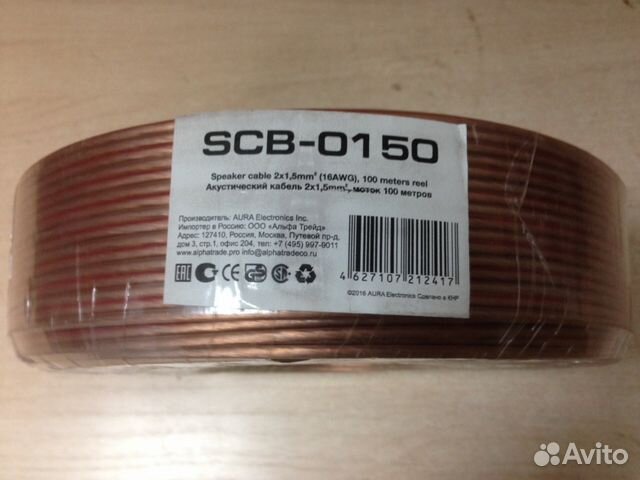 SCB-0150
Speaker cable 2x1,5mm² (16AWG), 100 meters reel
Акустический кабель 2x1,5mm², моток 100 метров
Производитель: AURA Electronics Inc.
Импортер в Россию: ООО «Альфа Трейд»
Адрес: 127410, Россия, Москва, Путевой пр-д,
дом 3, стр.1, офис 204, тел: +7 (495) 997-9011
www.alphatrade.pro info@alphatradeco.ru
EAC CE GS
4 627107 212417
©2016 AURA Electronics Сделано в КНР
Avito